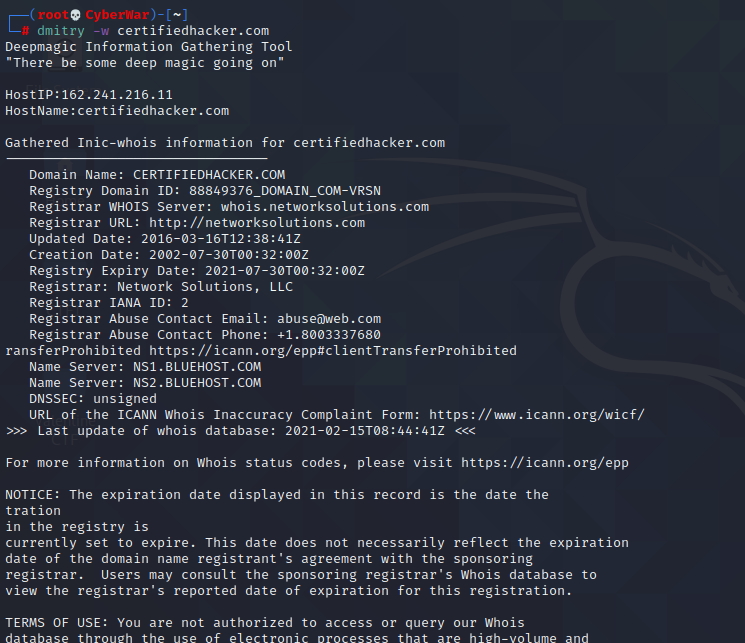 (root💀CyberWar)-[~]
# dmitry -w certifiedhacker.com
Deepmagic Information Gathering Tool
"There be some deep magic going on"
HostIP:162.241.216.11
HostName:certifiedhacker.com
Gathered Inic-whois information for certifiedhacker.com
Domain Name: CERTIFIEDHACKER.COM
Registry Domain ID: 88849376_DOMAIN_COM-VRSN
Registrar WHOIS Server: whois.networksolutions.com
Registrar URL: http://networksolutions.com
Updated Date: 2016-03-16T12:38:41Z
Creation Date: 2002-07-30T00:32:00Z
Registry Expiry Date: 2021-07-30T00:32:00Z
Registrar: Network Solutions, LLC
Registrar IANA ID: 2
Registrar Abuse Contact Email: abuse@web.com
Registrar Abuse Contact Phone: +1.8003337680
ransferProhibited https://icann.org/epp#clientTransferProhibited
Name Server: NS1.BLUEHOST.COM
Name Server: NS2.BLUEHOST.COM
DNSSEC: unsigned
URL of the ICANN Whois Inaccuracy Complaint Form: https://www.icann.org/wicf/
>>> Last update of whois database: 2021-02-15T08:44:41Z <<<
For more information on Whois status codes, please visit https://icann.org/epp
NOTICE: The expiration date displayed in this record is the date the
tration
in the registry is
currently set to expire. This date does not necessarily reflect the expiration
date of the domain name registrant's agreement with the sponsoring
registrar.  Users may consult the sponsoring registrar's Whois database to
view the registrar's reported date of expiration for this registration.
TERMS OF USE: You are not authorized to access or query our Whois
database through the use of electronic processes that are high-volume and